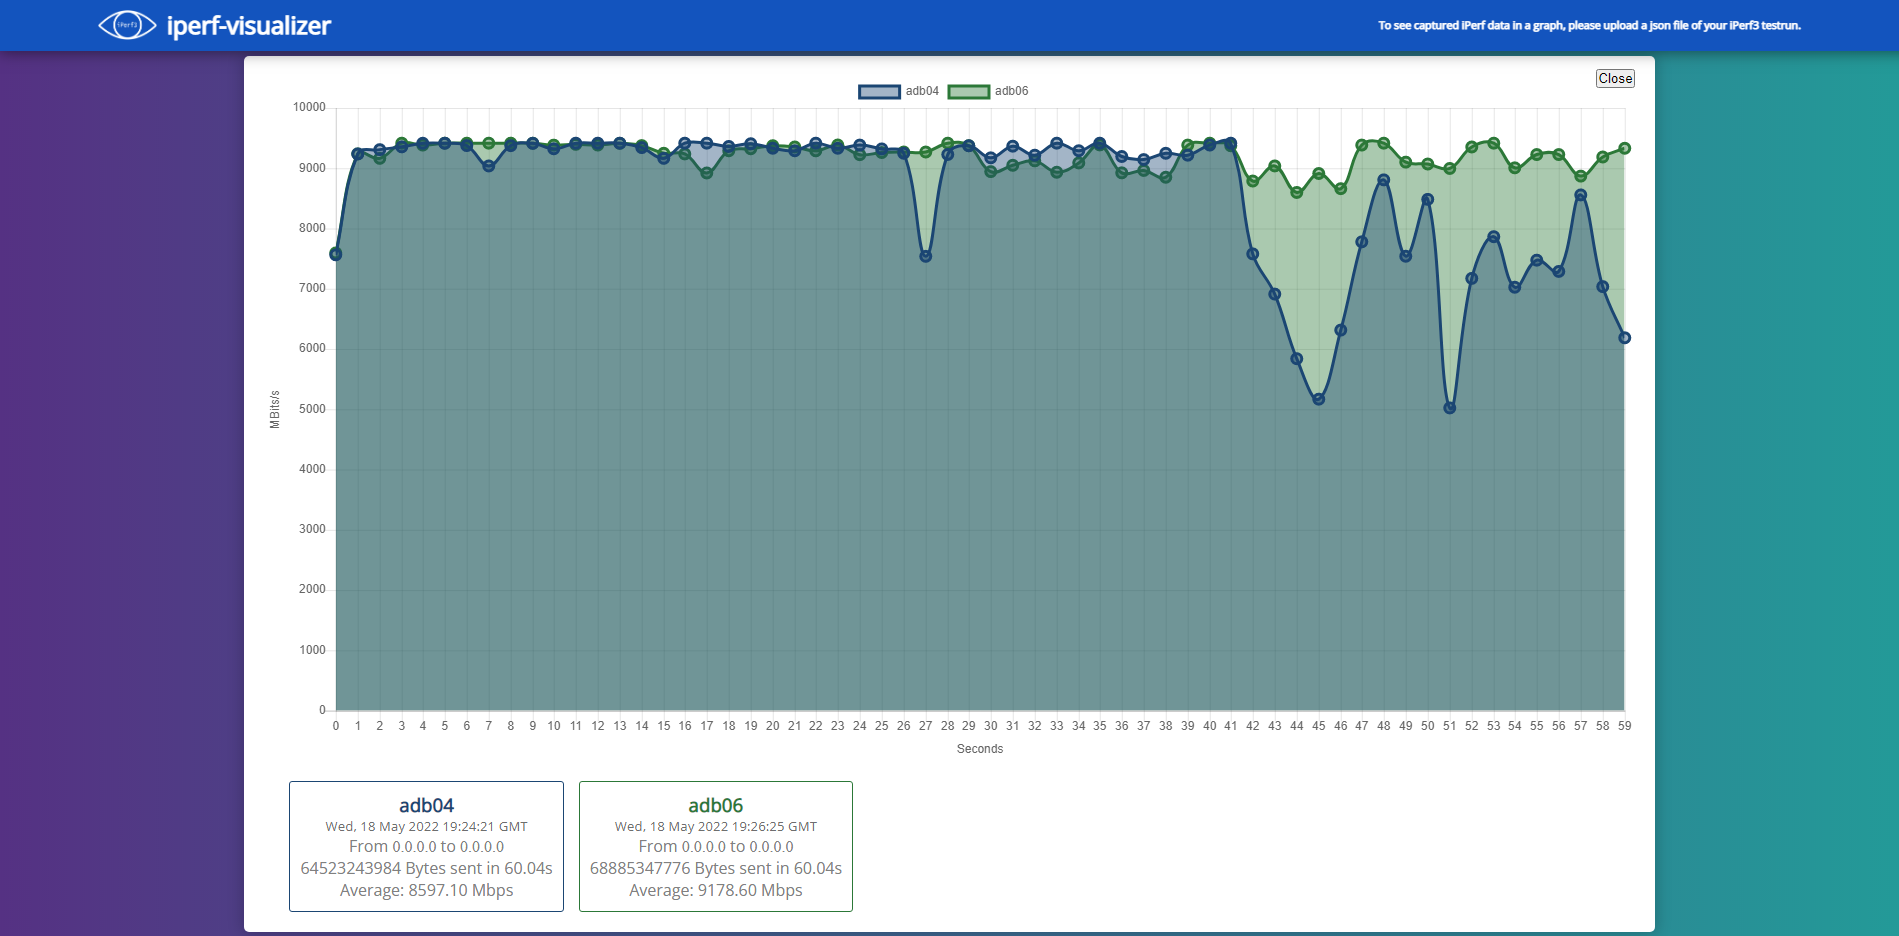 iPerf3
iperf-visualizer
To see captured iPerf data in a graph, please upload a json file of your iPerf3 testrun.
Close
adb04 adb06
10000
9000
8000
7000
6000
5000
4000
3000
2000
1000
0
MBits/s
0 1 2 3 4 5 6 7 8 9 10 11 12 13 14 15 16 17 18 19 20 21 22 23 24 25 26 27 28 29 30 31 32 33 34 35 36 37 38 39 40 41 42 43 44 45 46 47 48 49 50 51 52 53 54 55 56 57 58 59
Seconds
adb04
Wed, 18 May 2022 19:24:21 GMT
From 0.0.0.0 to 0.0.0.0
64523243984 Bytes sent in 60.04s
Average: 8597.10 Mbps
adb06
Wed, 18 May 2022 19:26:25 GMT
From 0.0.0.0 to 0.0.0.0
68885347776 Bytes sent in 60.04s
Average: 9178.60 Mbps